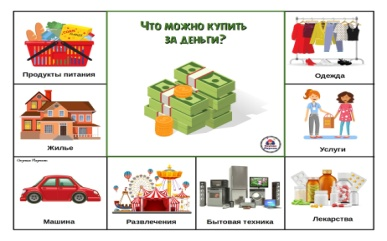 ЧТО МОЖНО КУПИТЬ
ЗА ДЕНЬГИ?
Продукты питания
Одежда
Жилье
Услуги
Машина
Развлечения
Бытовая техника
Лекарства